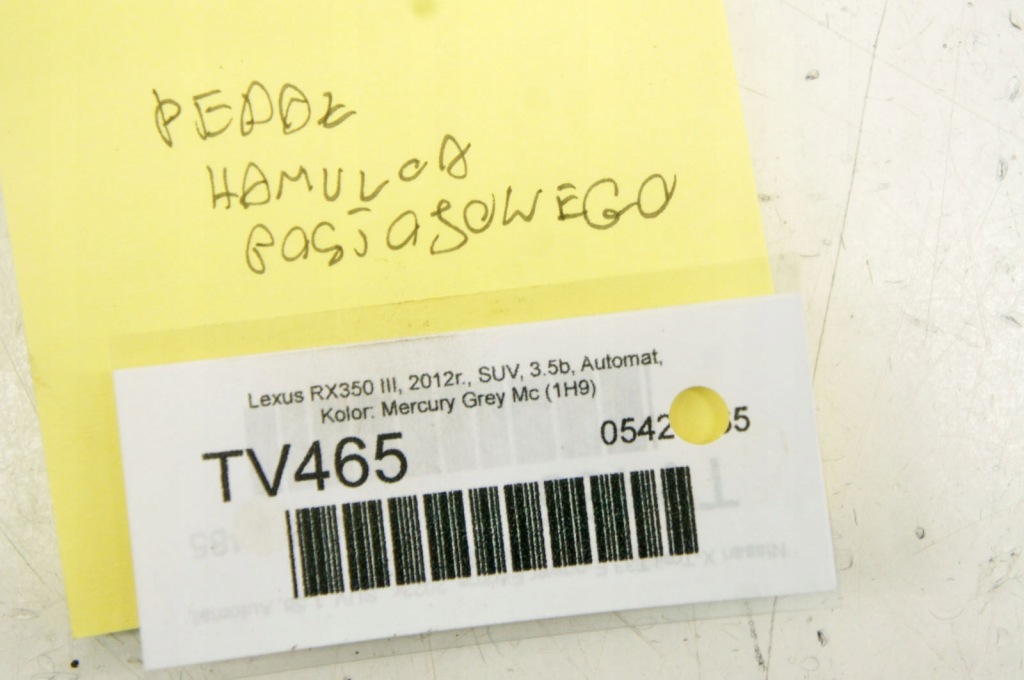 PEDAŁ
HAMULCA
POSTOJOWEGO
Lexus RX350 III, 2012r., SUV, 3.5b, Automat,
Kolor: Mercury Grey Mc (1H9)
TV465